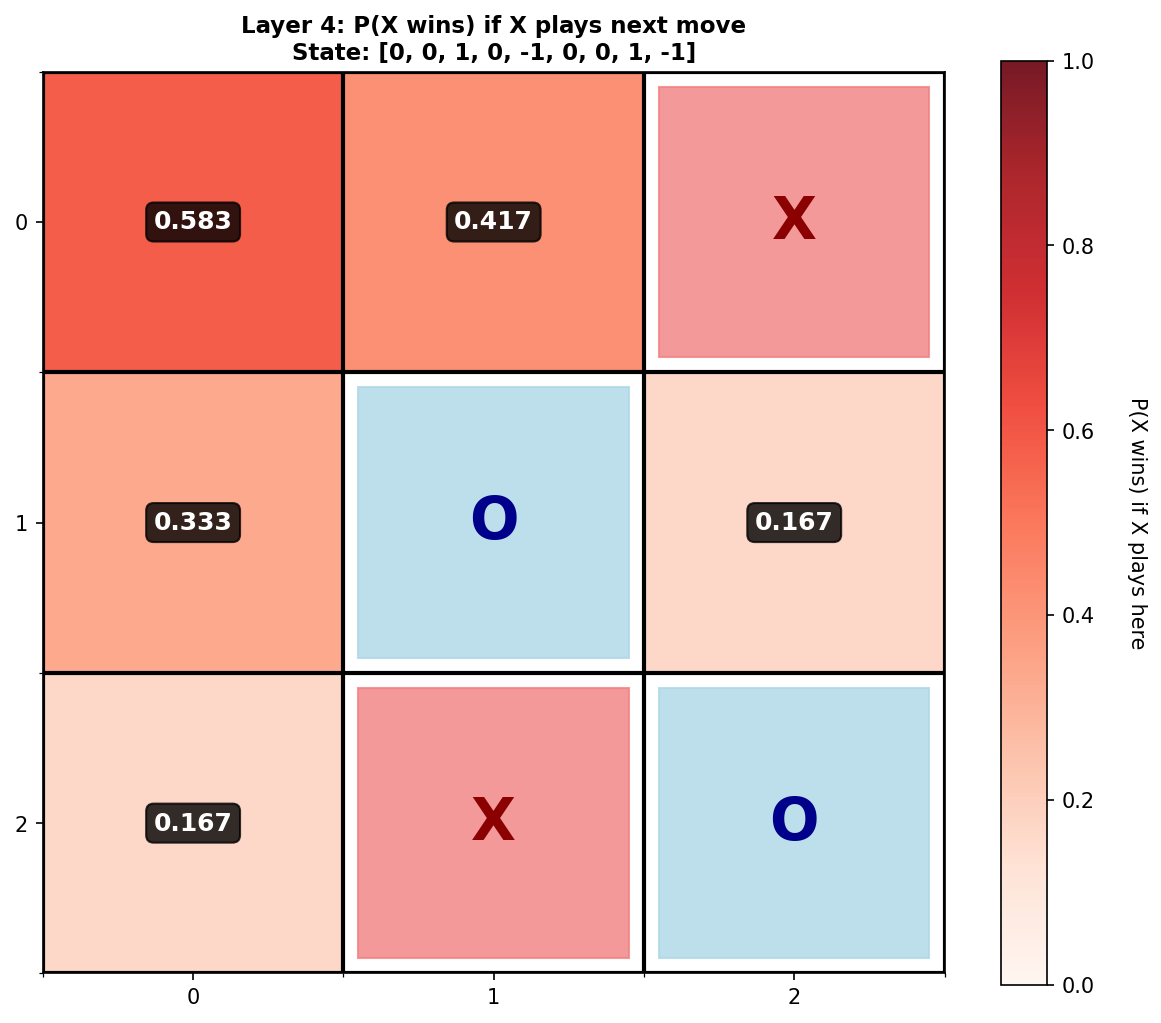 Layer 4: P(X wins) if X plays next move
State: [0, 0, 1, 0, -1, 0, 0, 1, -1]
0
0.583
0.417
X
1
0.333
O
0.167
2
0.167
X
O
0
1
2
1.0
0.8
0.6
0.4
0.2
0.0
P(X wins) if X plays here